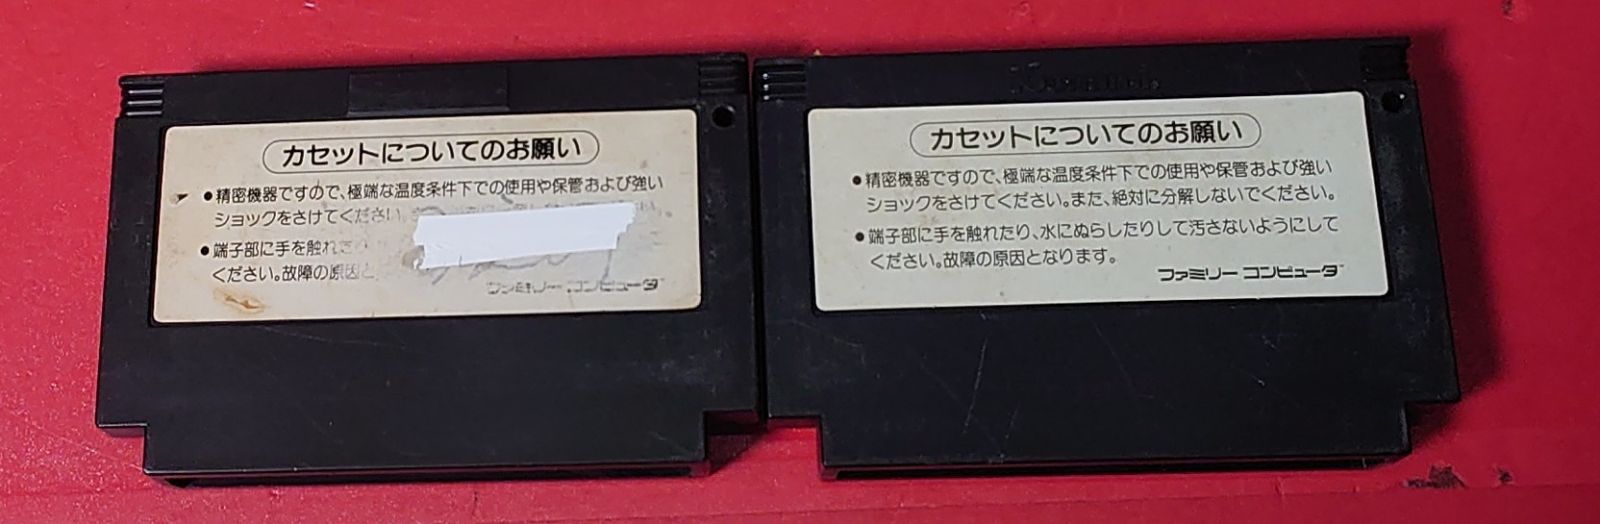 カセットについてのお願い
●精密機器ですので、極端な温度条件下での使用や保管および強い
ショックをさけてください。
●端子部に手を触れ
ください。故障の原因と
ファミリー コンピュータ
カセットについてのお願い
●精密機器ですので、極端な温度条件下での使用や保管および強い
ショックをさけてください。また、絶対に分解しないでください。
●端子部に手を触れたり、水にぬらしたりして汚さないようにして
ください。故障の原因となります。
ファミリー コンピュータ™